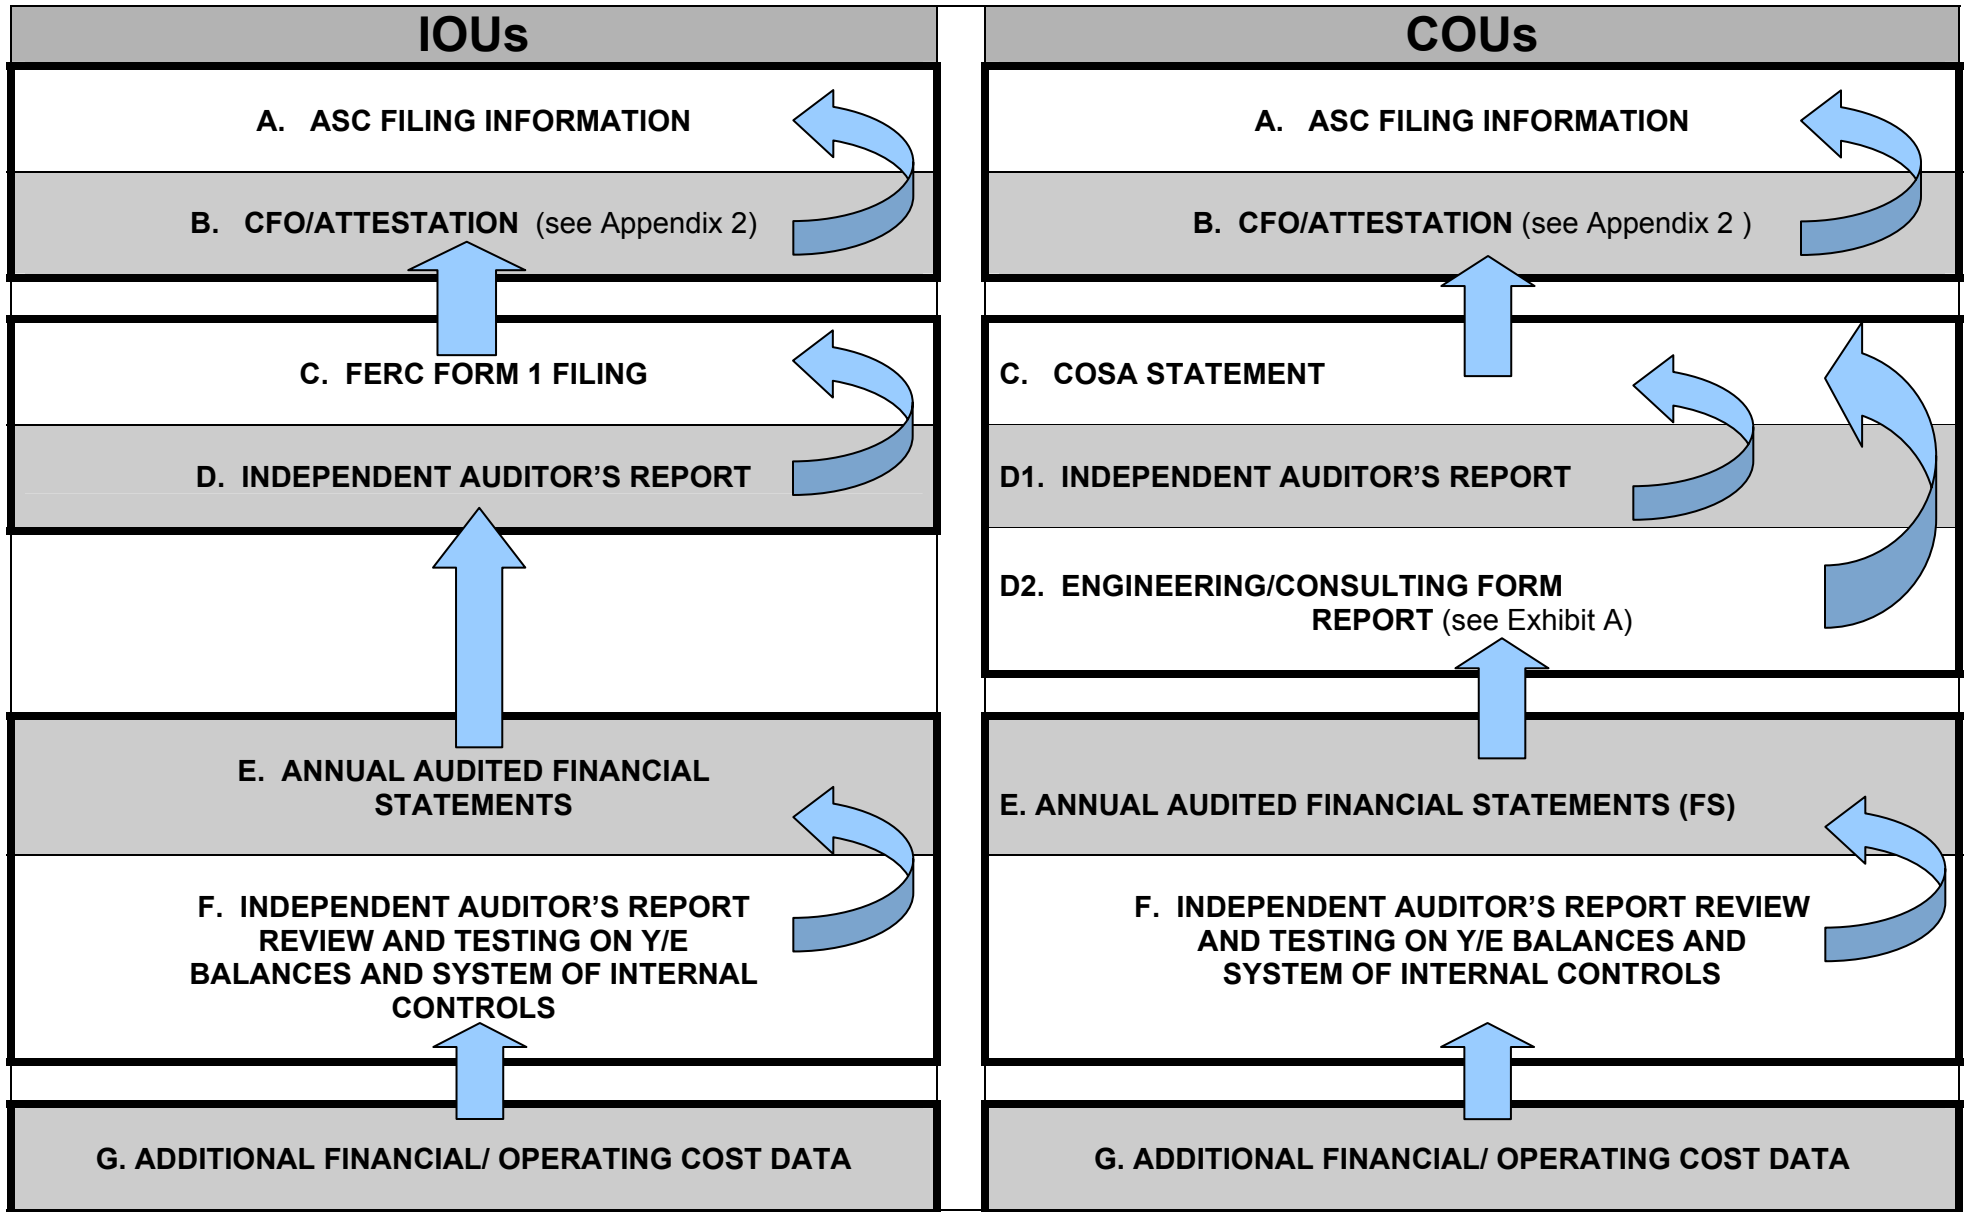 IOUs
A. ASC FILING INFORMATION
B. CFO/ATTESTATION (see Appendix 2)
C. FERC FORM 1 FILING
D. INDEPENDENT AUDITOR’S REPORT
E. ANNUAL AUDITED FINANCIAL
STATEMENTS
F. INDEPENDENT AUDITOR’S REPORT
REVIEW AND TESTING ON Y/E
BALANCES AND SYSTEM OF INTERNAL
CONTROLS
G. ADDITIONAL FINANCIAL/ OPERATING COST DATA
COUs
A. ASC FILING INFORMATION
B. CFO/ATTESTATION (see Appendix 2 )
C. COSA STATEMENT
D1. INDEPENDENT AUDITOR’S REPORT
D2. ENGINEERING/CONSULTING FORM
REPORT (see Exhibit A)
E. ANNUAL AUDITED FINANCIAL STATEMENTS (FS)
F. INDEPENDENT AUDITOR’S REPORT REVIEW
AND TESTING ON Y/E BALANCES AND
SYSTEM OF INTERNAL CONTROLS
G. ADDITIONAL FINANCIAL/ OPERATING COST DATA